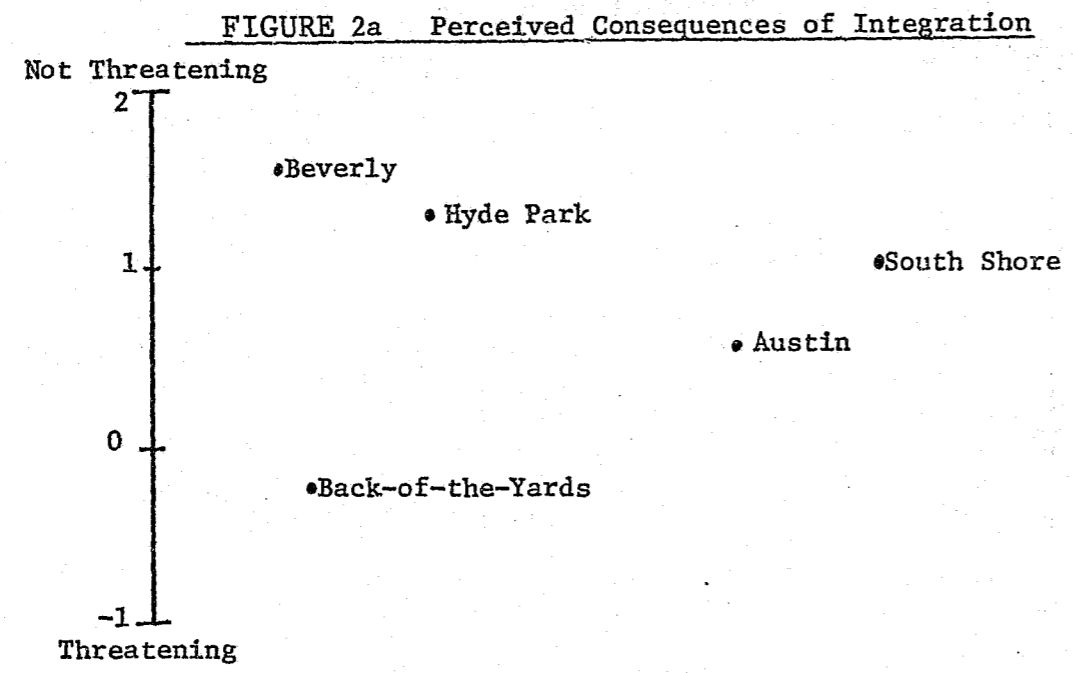 FIGURE 2a Perceived Consequences of Integration
Not Threatening
2
Beverly
Hyde Park
1
South Shore
Austin
0
Back-of-the-Yards
-1
Threatening